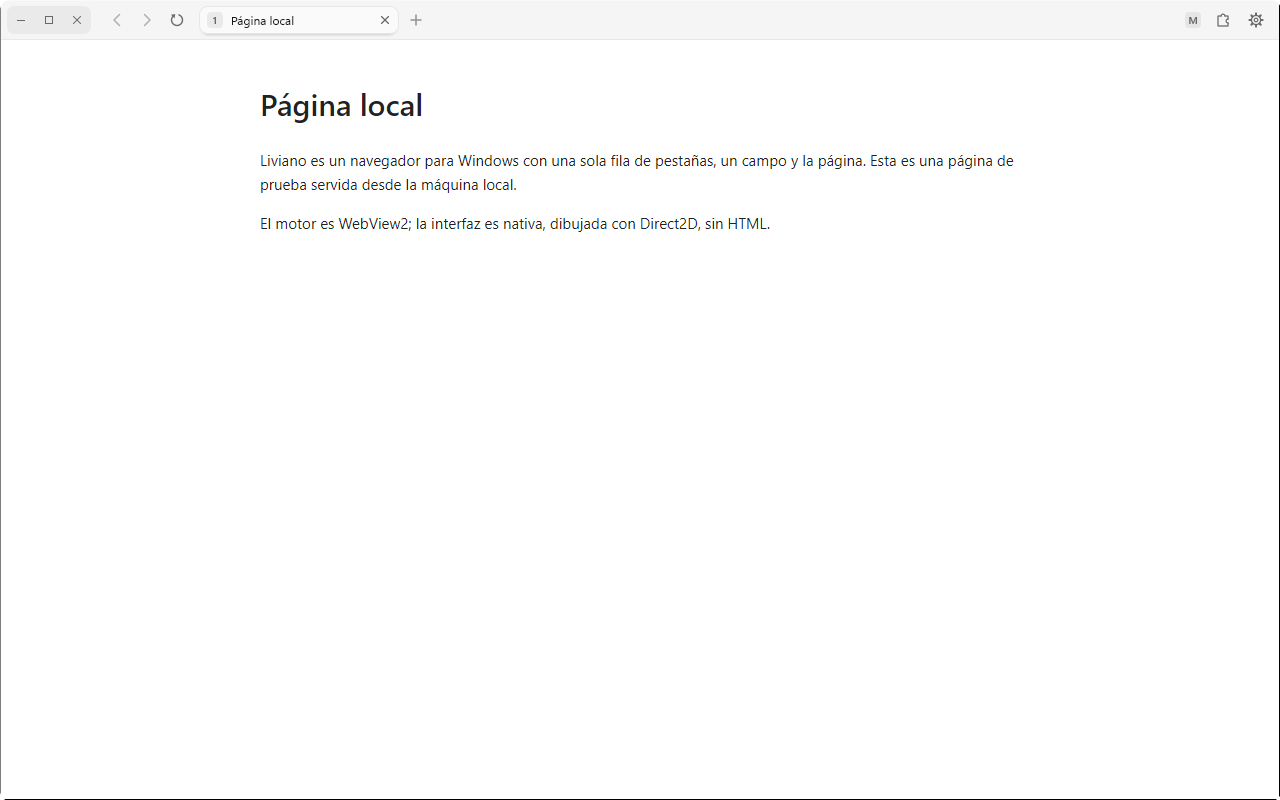 1 Página local M
Página local
Liviano es un navegador para Windows con una sola fila de pestañas, un campo y la página. Esta es una página de
prueba servida desde la máquina local.
El motor es WebView2; la interfaz es nativa, dibujada con Direct2D, sin HTML.